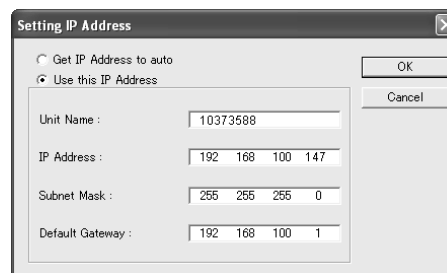 Setting IP Address
Get IP Address to auto
Use this IP Address
OK
Cancel
Unit Name : 10373588
IP Address : 192 168 100 147
Subnet Mask : 255 255 255 0
Default Gateway : 192 168 100 1